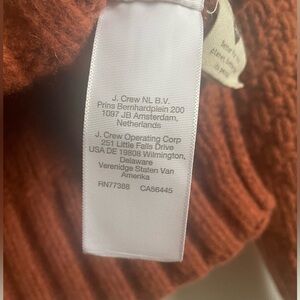 J. Crew NL B.V.
Prins Bernhardplein 200
1097 JB Amsterdam,
Netherlands
J. Crew Operating Corp
251 Little Falls Drive
USA DE 19808 Wilmington,
Delaware
Verenidge Staten Van
Amerika
RN77388 CA56445